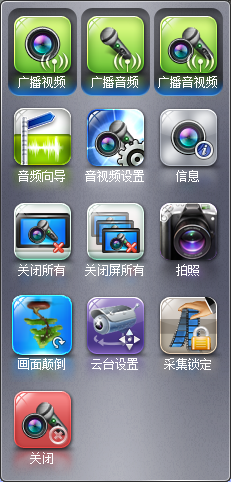 广播视频 广播音频 广播音视频
音频向导 音视频设置 信息
关闭所有 关闭屏所有 拍照
画面颠倒 云台设置 采集锁定
关闭